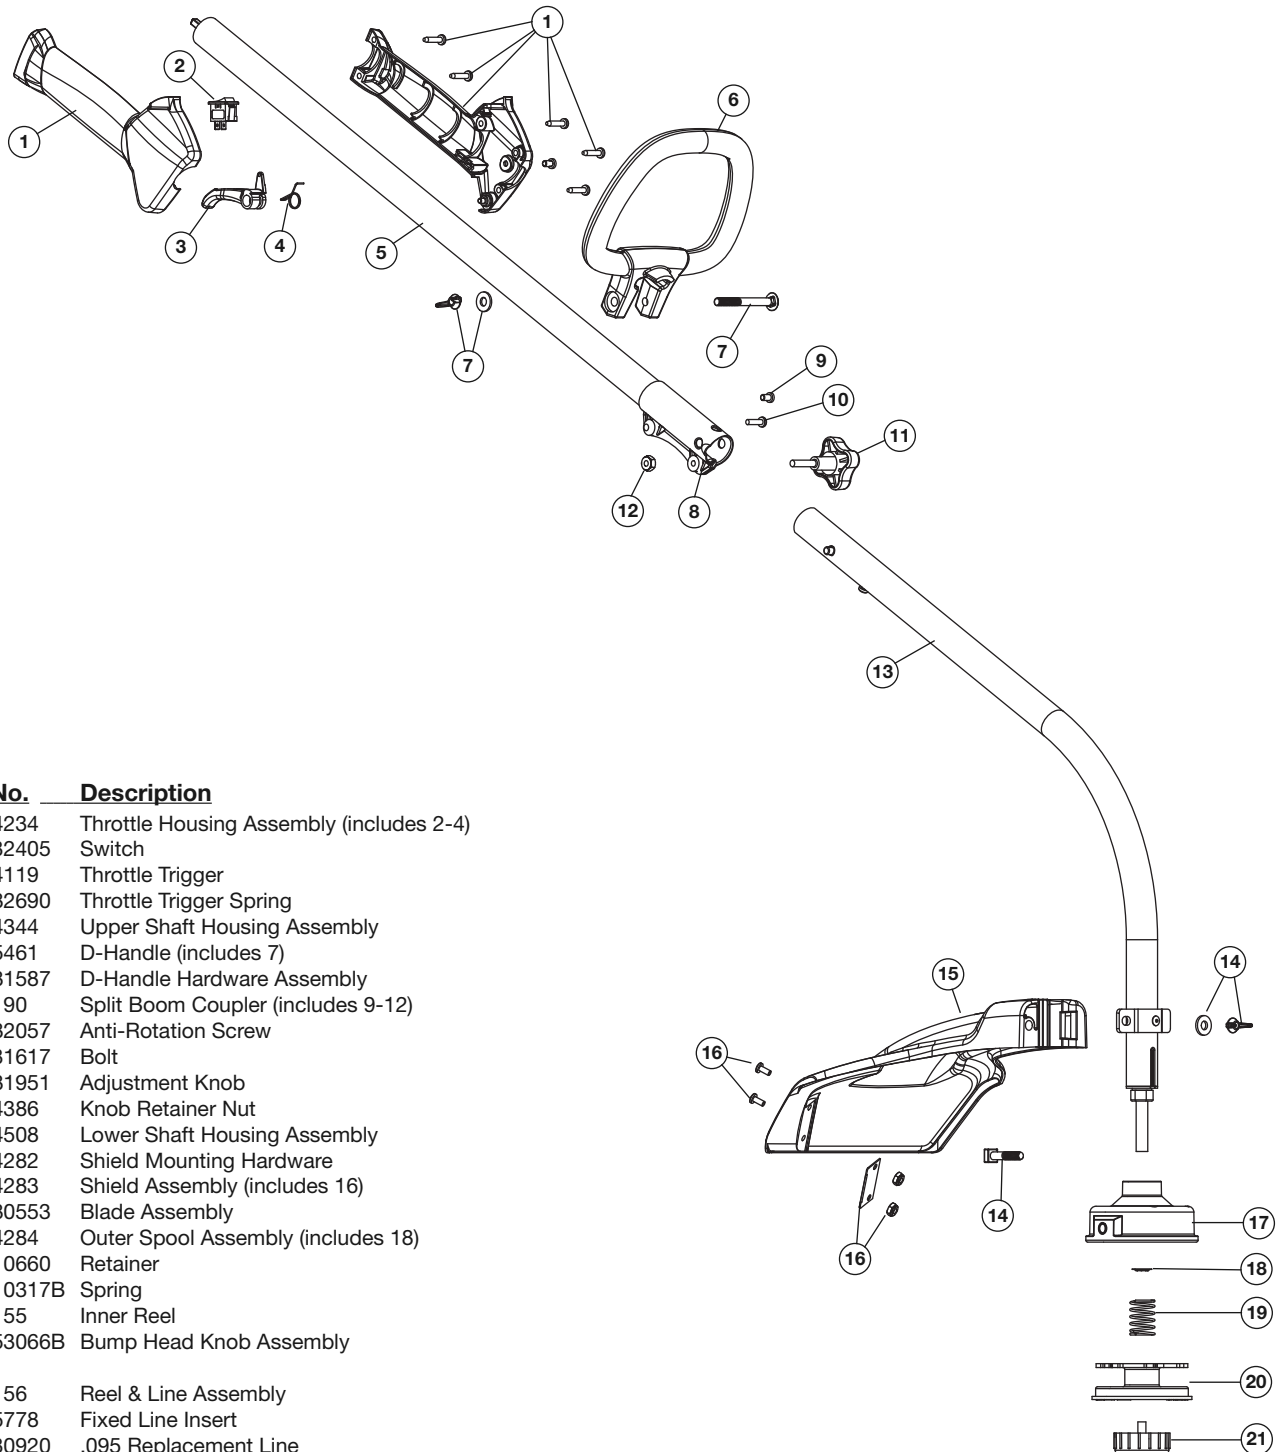 1
2
1
6
3
4
5
7
7
9
10
11
12
8
13
No. Description
4234 Throttle Housing Assembly (includes 2-4)
32405 Switch
4119 Throttle Trigger
32690 Throttle Trigger Spring
4344 Upper Shaft Housing Assembly
5461 D-Handle (includes 7)
31587 D-Handle Hardware Assembly
90 Split Boom Coupler (includes 9-12)
32057 Anti-Rotation Screw
31617 Bolt
31951 Adjustment Knob
4386 Knob Retainer Nut
4508 Lower Shaft Housing Assembly
4282 Shield Mounting Hardware
4283 Shield Assembly (includes 16)
30553 Blade Assembly
4284 Outer Spool Assembly (includes 18)
0660 Retainer
0317B Spring
55 Inner Reel
53066B Bump Head Knob Assembly
56 Reel & Line Assembly
5778 Fixed Line Insert
30920 .095 Replacement Line
15
14
16
14
16
17
18
19
20
21